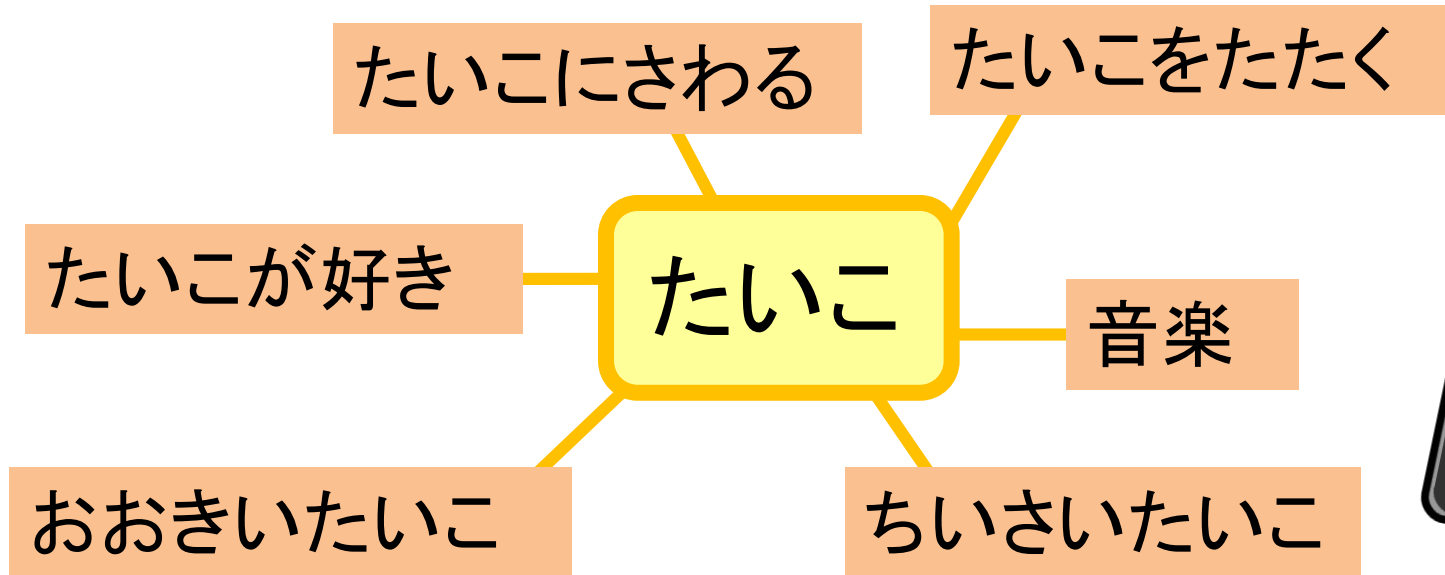 たいこにさわる
たいこをたたく
たいこが好き
たいこ
音楽
おおきいたいこ
ちいさいたいこ